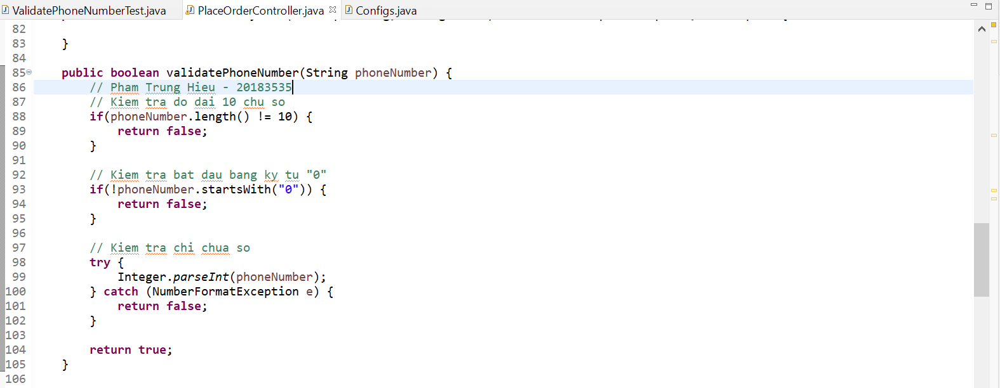 ValidatePhoneNumberTest.java PlaceOrderController.java Configs.java
82
83 }
84
85 public boolean validatePhoneNumber(String phoneNumber) {
86 // Pham Trung Hieu - 20183535
87 // Kiem tra do dai 10 chu so
88 if(phoneNumber.length() != 10) {
89 return false;
90 }
91
92 // Kiem tra bat dau bang ky tu "0"
93 if(!phoneNumber.startsWith("0")) {
94 return false;
95 }
96
97 // Kiem tra chi chua so
98 try {
99 Integer.parseInt(phoneNumber);
100 } catch (NumberFormatException e) {
101 return false;
102 }
103
104 return true;
105 }
106